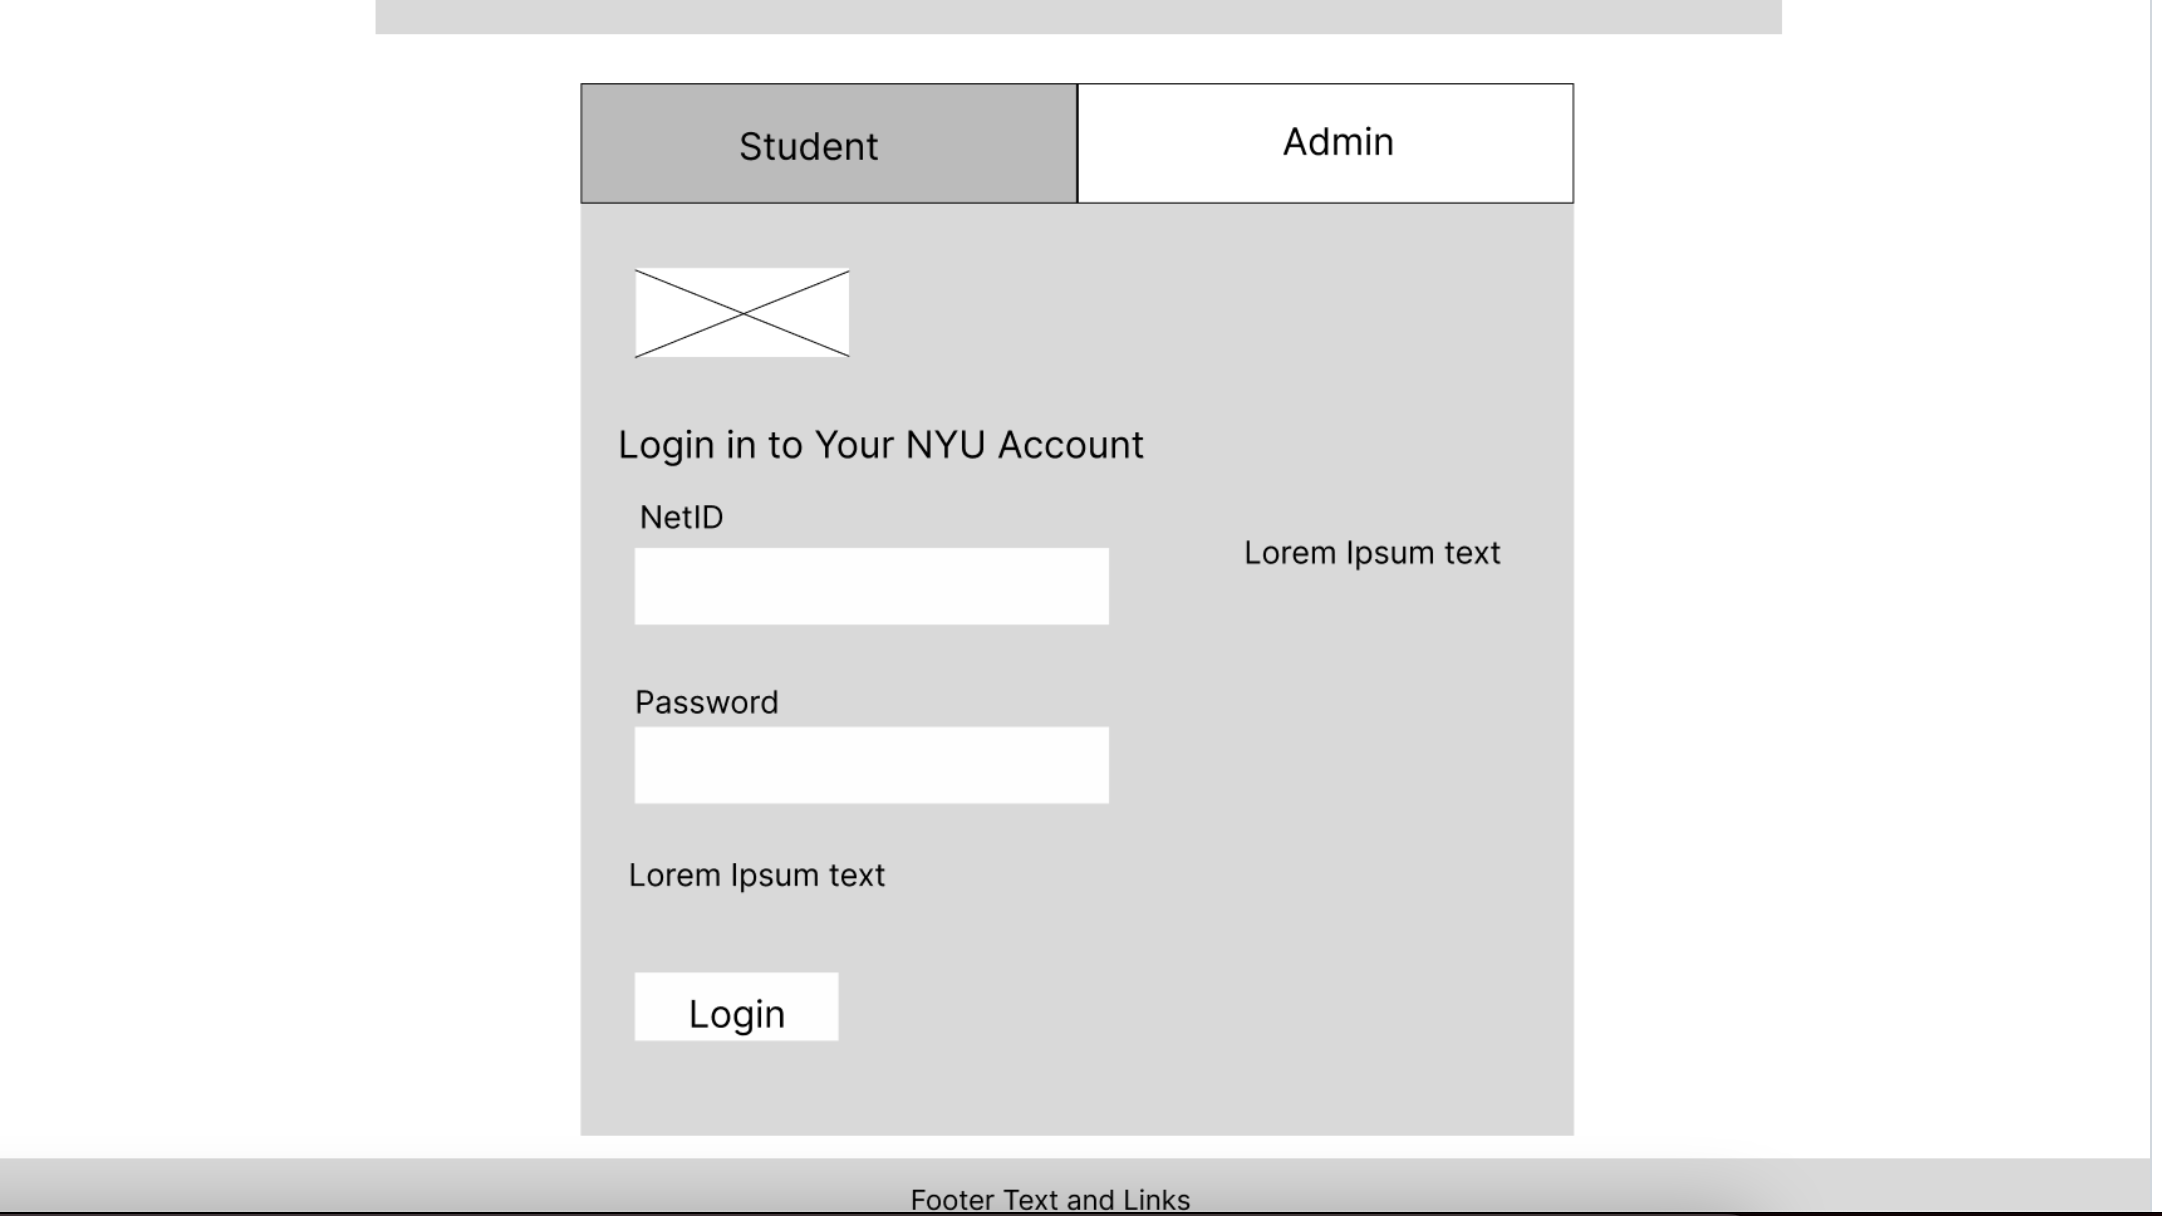 Student
Admin
Login in to Your NYU Account
NetID
Lorem Ipsum text
Password
Lorem Ipsum text
Login
Footer Text and Links